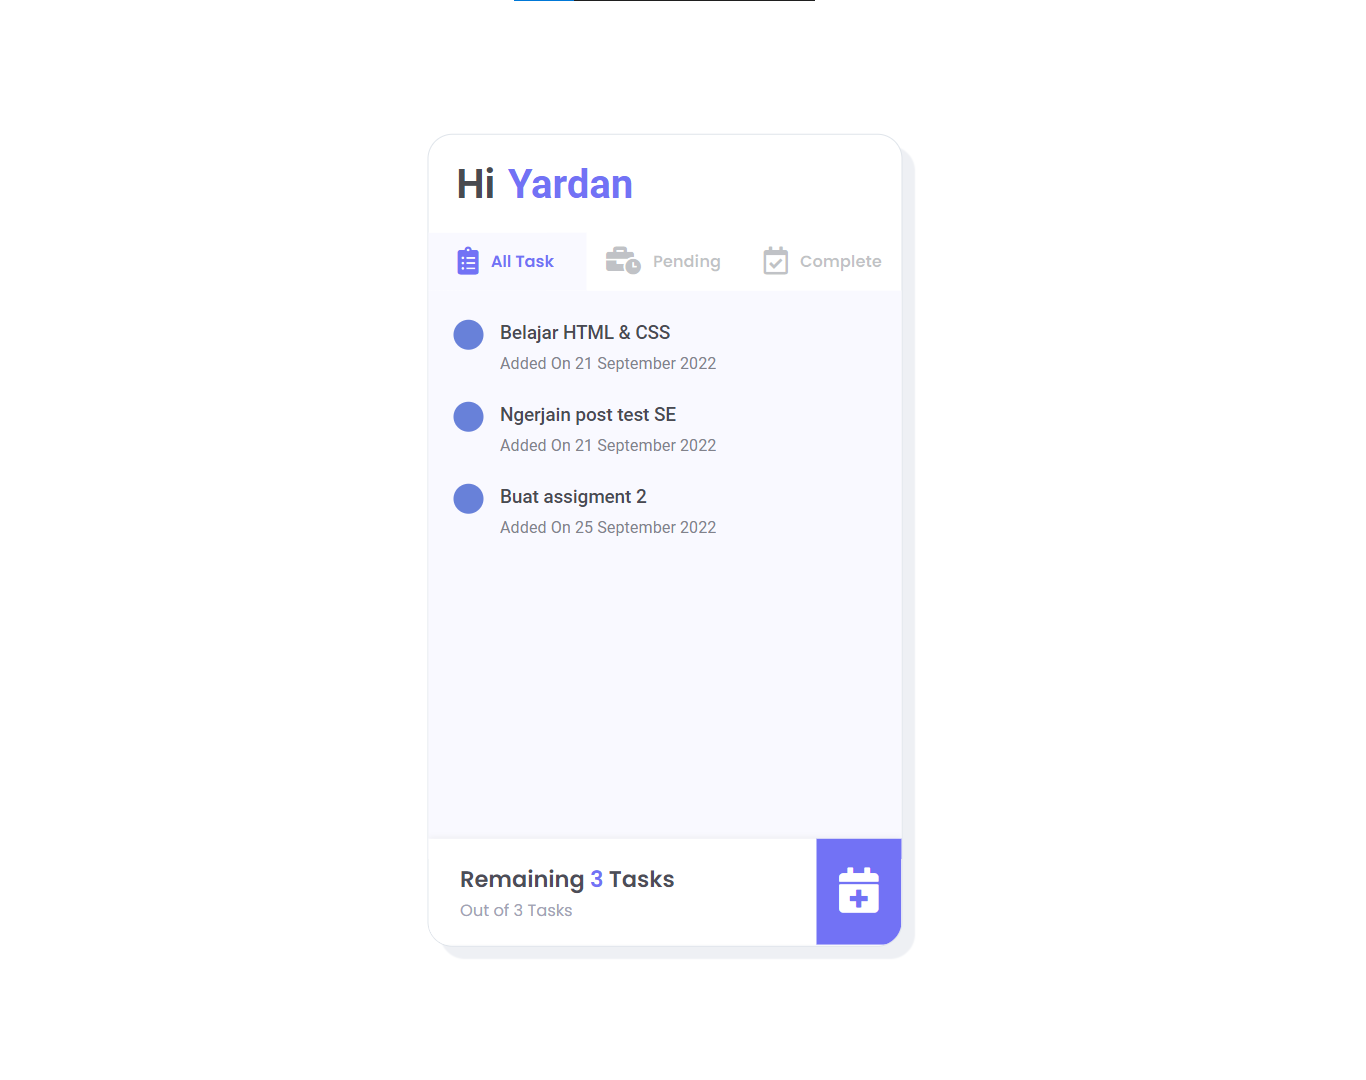 Hi Yardan
All Task Pending Complete
Belajar HTML & CSS
Added On 21 September 2022
Ngerjain post test SE
Added On 21 September 2022
Buat assigment 2
Added On 25 September 2022
Remaining 3 Tasks
Out of 3 Tasks